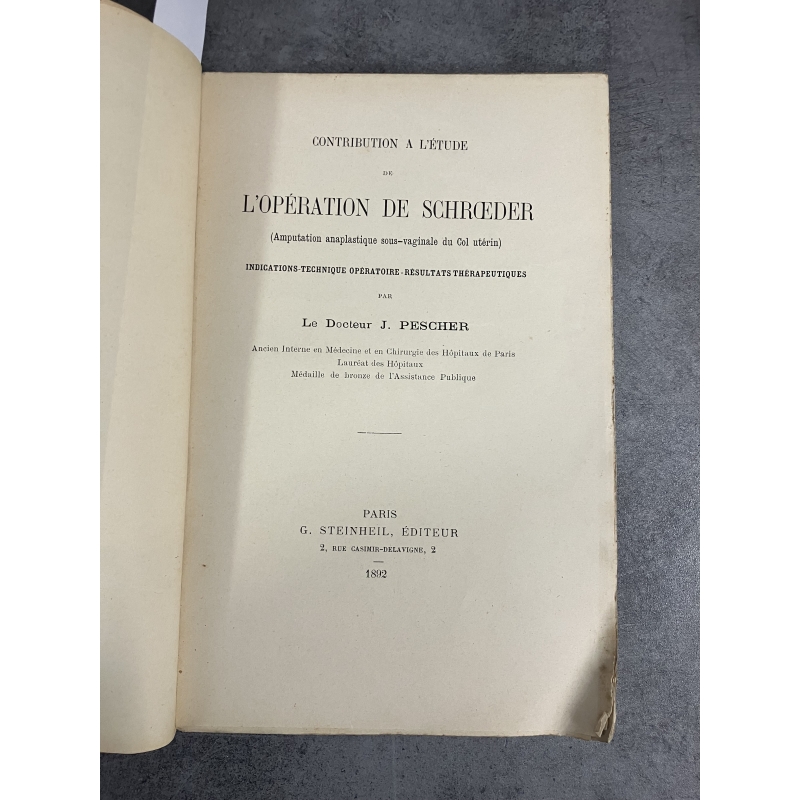 CONTRIBUTION A L'ÉTUDE
DE
L'OPÉRATION DE SCHRŒDER
(Amputation anaplastique sous-vaginale du Col utérin)
INDICATIONS-TECHNIQUE OPÉRATOIRE-RÉSULTATS THÉRAPEUTIQUES
PAR
Le Docteur J. PESCHER
Ancien Interne en Médecine et en Chirurgie des Hôpitaux de Paris
Lauréat des Hôpitaux
Médaille de bronze de l'Assistance Publique
PARIS
G. STEINHEIL, ÉDITEUR
2, RUE CASIMIR-DELAVIGNE, 2
1892